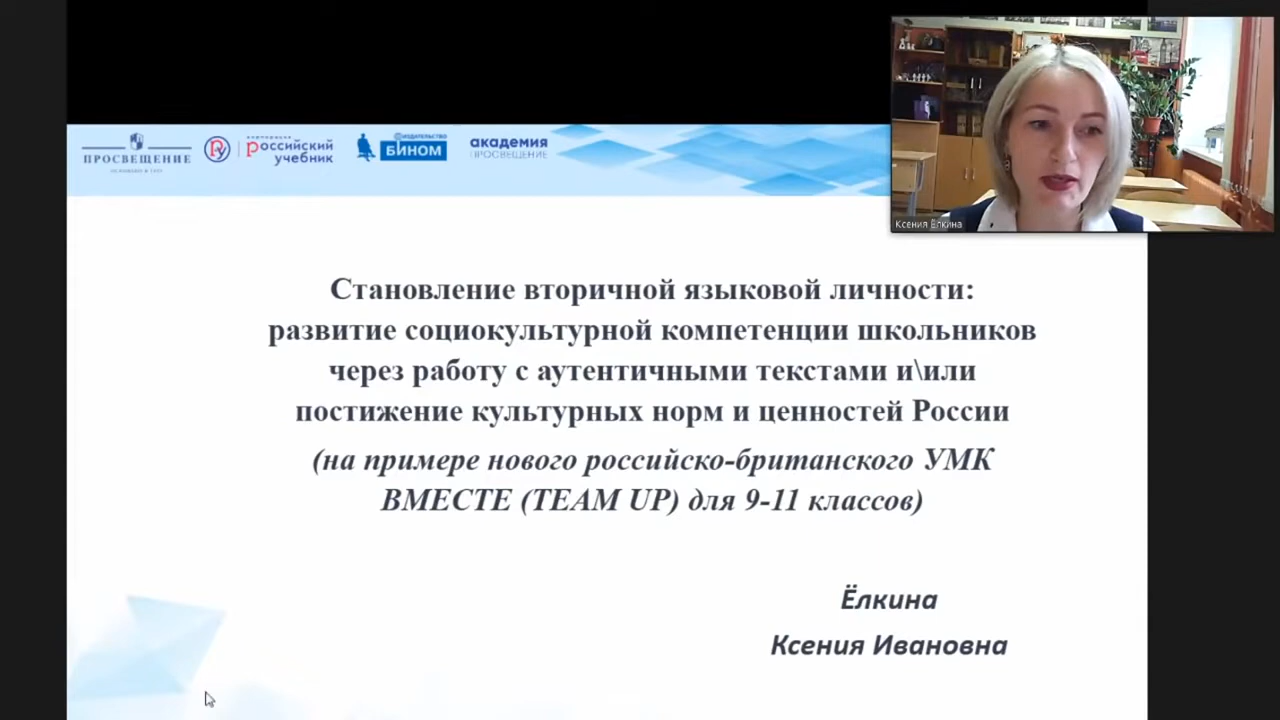 ПРОСВЕЩЕНИЕ
корпорация
российский
учебник
ИЗДАТЕЛЬСТВО
БИНОМ
академия
ПРОСВЕЩЕНИЕ
Ксения Ёлкина
Становление вторичной языковой личности:
развитие социокультурной компетенции школьников
через работу с аутентичными текстами и\или
постижение культурных норм и ценностей России
(на примере нового российско-британского УМК
ВМЕСТЕ (TEAM UP) для 9-11 классов)
Ёлкина
Ксения Ивановна